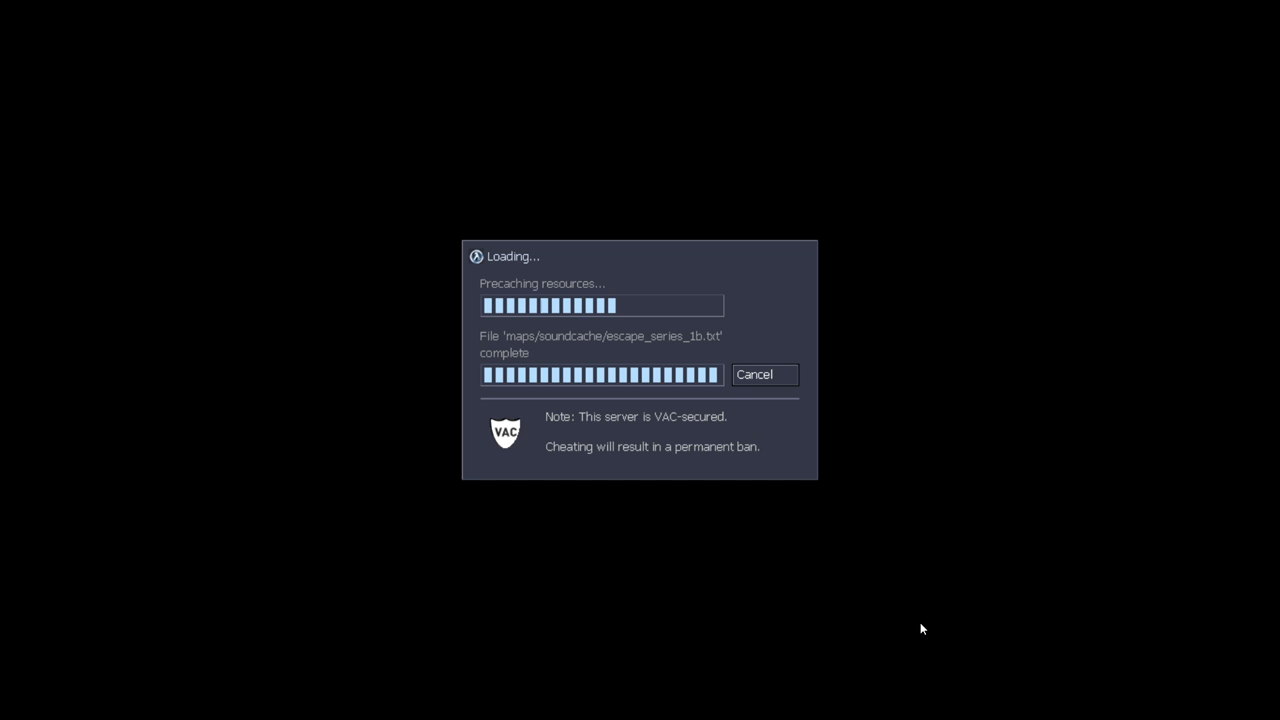 Loading...
Precaching resources...
File 'maps/soundcache/escape_series_1b.txt'
complete
Cancel
Note: This server is VAC-secured.
VAC
Cheating will result in a permanent ban.